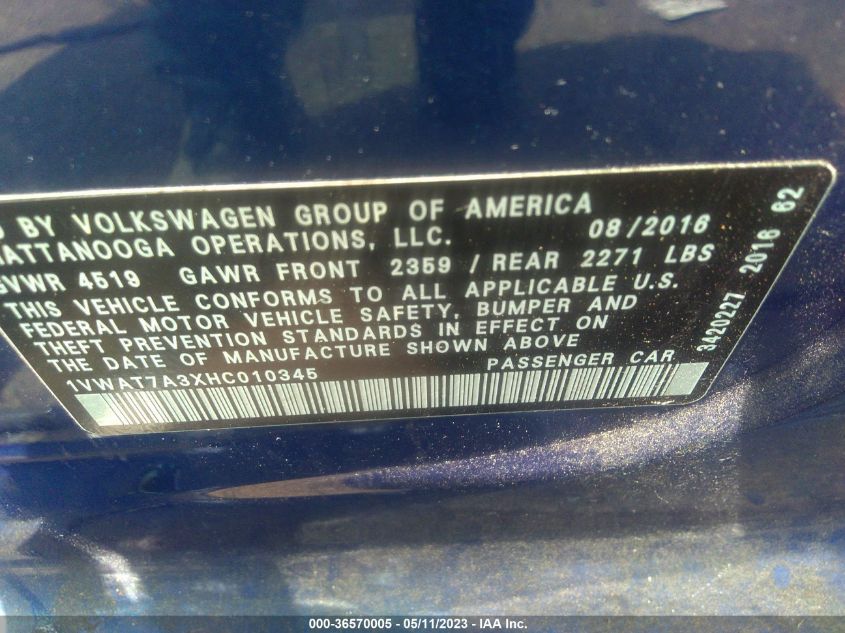 BY VOLKSWAGEN GROUP OF AMERICA
CHATTANOOGA OPERATIONS, LLC. 08/2016
GVWR 4519 GAWR FRONT 2359 / REAR 2271 LBS
THIS VEHICLE CONFORMS TO ALL APPLICABLE U.S.
FEDERAL MOTOR VEHICLE SAFETY, BUMPER AND
THEFT PREVENTION STANDARDS IN EFFECT ON
THE DATE OF MANUFACTURE SHOWN ABOVE
1VWAT7A3XHC010345 PASSENGER CAR
3420227 2016 62
000-36570005 - 05/11/2023 - IAA Inc.